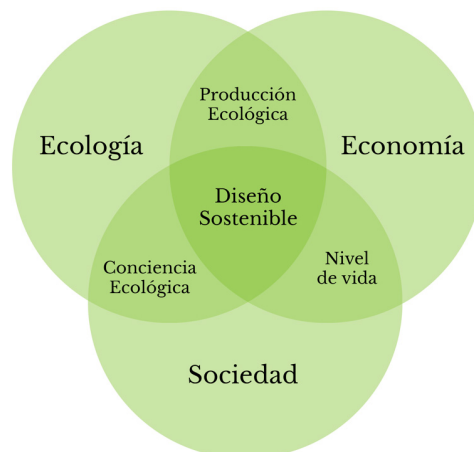 Producción
Ecológica
Ecología
Economía
Diseño
Sostenible
Conciencia
Ecológica
Nivel
de vida
Sociedad